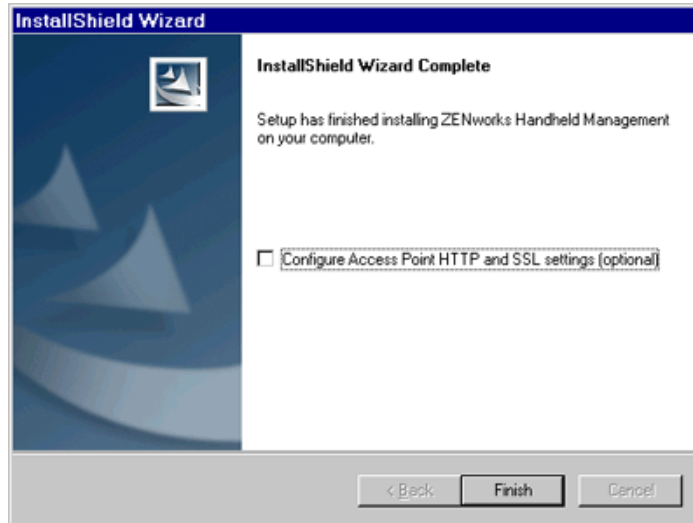 InstallShield Wizard
InstallShield Wizard Complete
Setup has finished installing ZENworks Handheld Management
on your computer.
Configure Access Point HTTP and SSL settings (optional)
< Back
Finish
Cancel